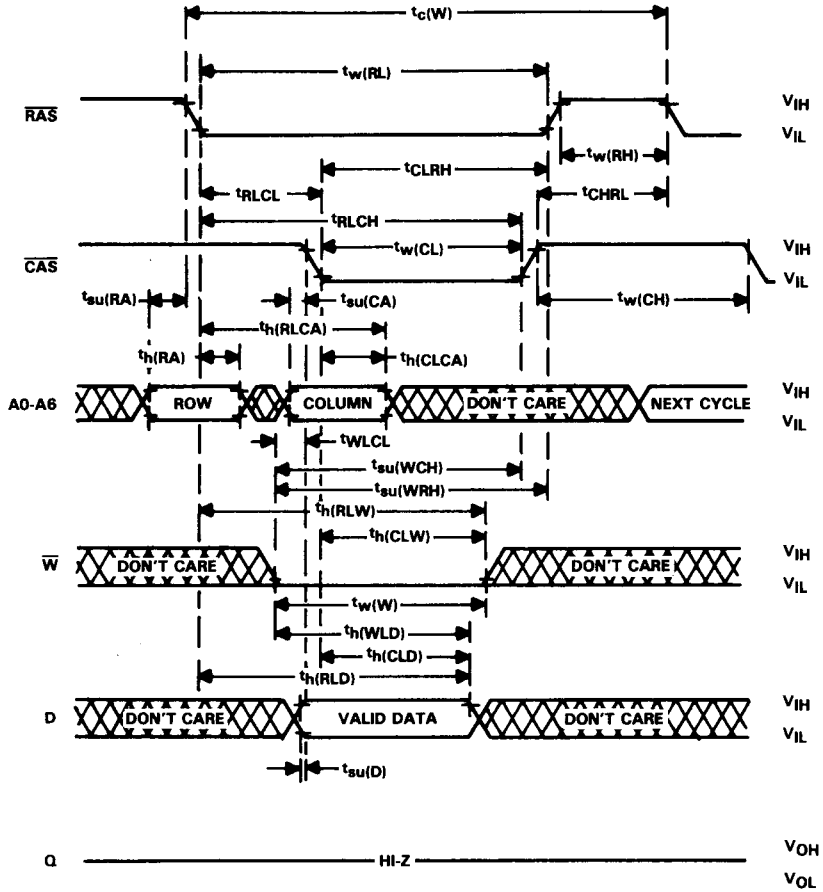 tc(W)
tw(RL)
RAS
VIH
VIL
tw(RH)
tCLRH
tRLCL
tCHRL
tRLCH
CAS
tw(CL)
VIH
VIL
tsu(RA)
tsu(CA)
tw(CH)
th(RLCA)
th(RA)
th(CLCA)
A0-A6
ROW
COLUMN
DON'T CARE
NEXT CYCLE
VIH
VIL
tWLCL
tsu(WCH)
tsu(WRH)
th(RLW)
th(CLW)
W
DON'T CARE
DON'T CARE
VIH
VIL
tw(W)
th(WLD)
th(CLD)
th(RLD)
D
DON'T CARE
VALID DATA
DON'T CARE
VIH
VIL
tsu(D)
Q
HI-Z
VOH
VOL